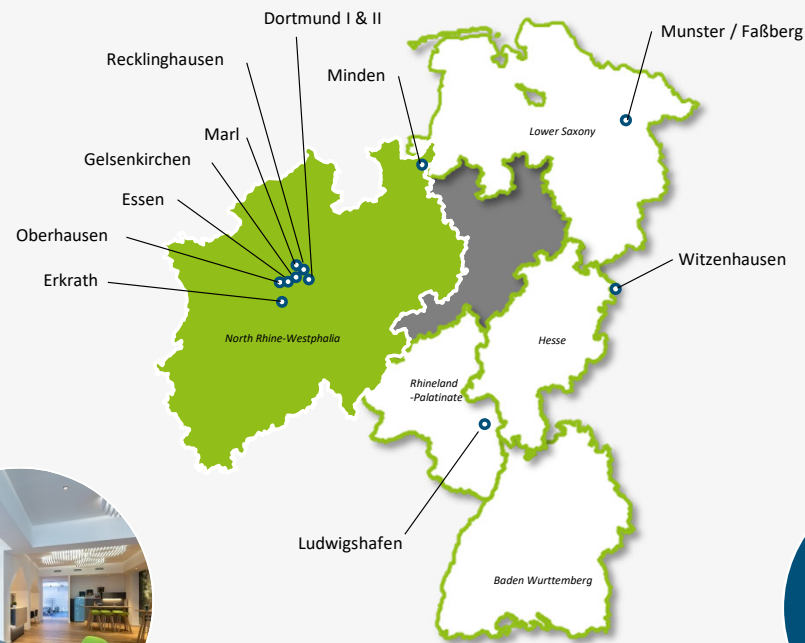 Dortmund I & II
Munster / Faßberg
Recklinghausen
Minden
Marl
Lower Saxony
Gelsenkirchen
Essen
Oberhausen
Witzenhausen
Erkrath
North Rhine-Westphalia
Hesse
Rhineland
-Palatinate
Ludwigshafen
Baden Wurttemberg